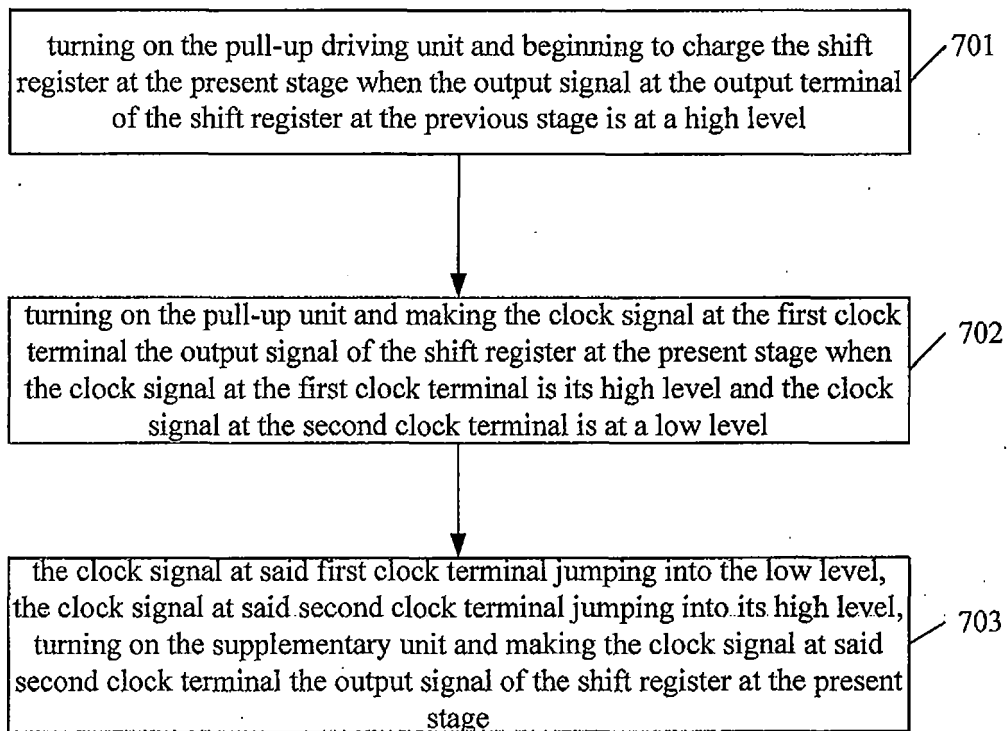 turning on the pull-up driving unit and beginning to charge the shift
register at the present stage when the output signal at the output terminal
of the shift register at the previous stage is at a high level
701
turning on the pull-up unit and making the clock signal at the first clock
terminal the output signal of the shift register at the present stage when
the clock signal at the first clock terminal is its high level and the clock
signal at the second clock terminal is at a low level
702
the clock signal at said first clock terminal jumping into the low level,
the clock signal at said second clock terminal jumping into its high level,
turning on the supplementary unit and making the clock signal at said
second clock terminal the output signal of the shift register at the present
stage
703